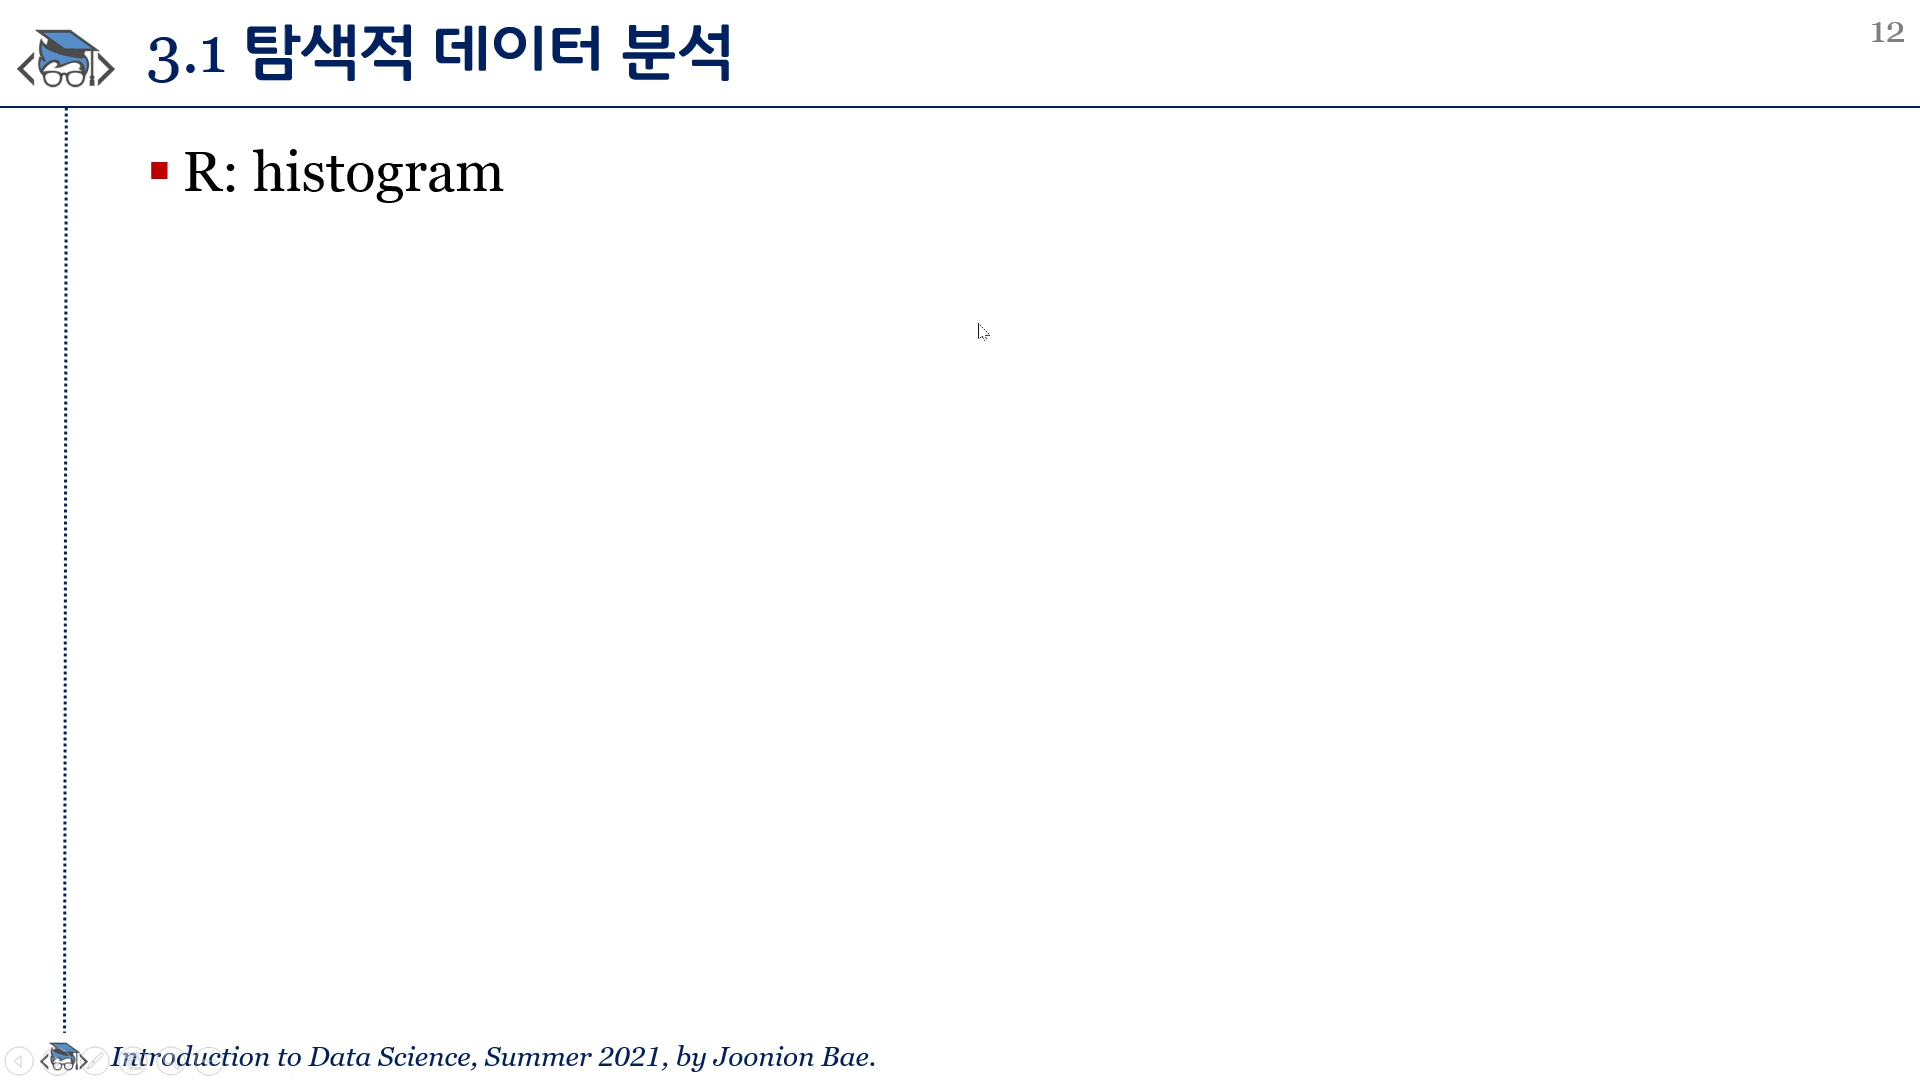 3.1 탐색적 데이터 분석
12
R: histogram
Introduction to Data Science, Summer 2021, by Joonion Bae.